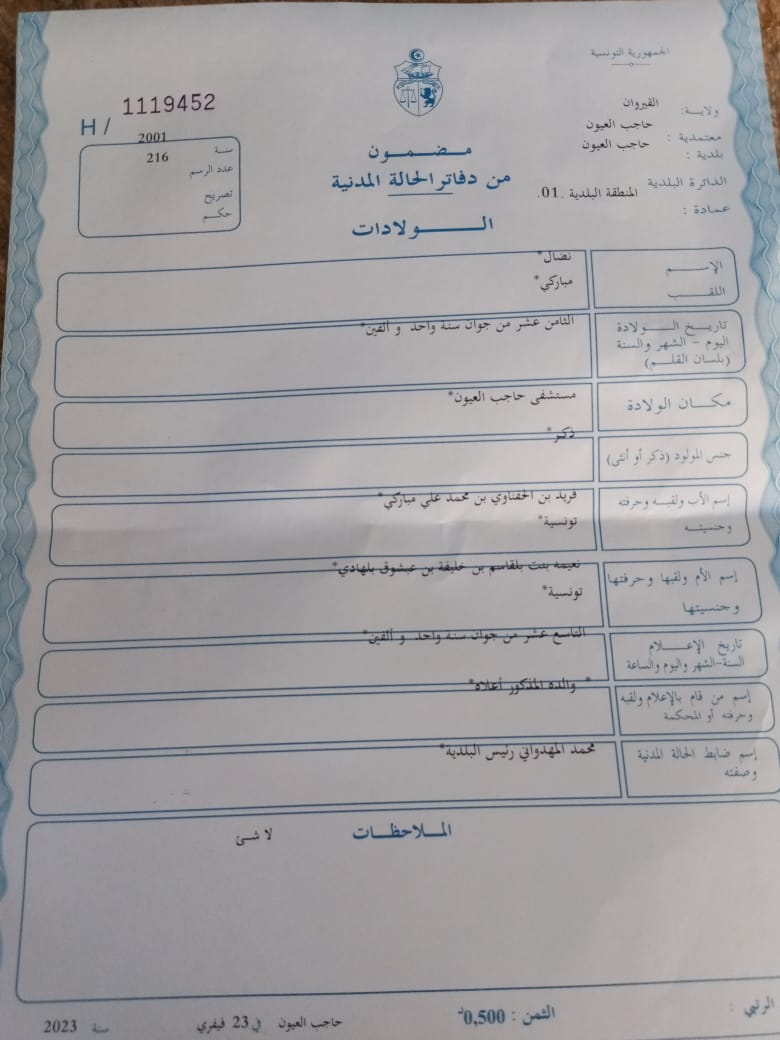 الجمهورية التونسية
H / 1119452
ولايـة: القيروان
معتمدية : حاجب العيون
بلدية : حاجب العيون
الدائرة البلدية المنطقة البلدية .01.
عمادة :
سنة 2001
عدد الرسم 216
تصريح
حكم
مضمون
من دفاتر الحالة المدنية
الولادات
الإسم نضال*
اللقب مباركي*
تاريخ الولادة الثامن عشر من جوان سنة واحد و ألفين*
اليوم – الشهر والسنة
(بلسان القلم)
مكان الولادة مستشفى حاجب العيون*
جنس المولود (ذكر أو أنثى) ذكر*
إسم الأب ولقبه وحرفته فريد بن الحفناوي بن محمد علي مباركي*
وجنسيته تونسية*
إسم الأم ولقبها وحرفتها نعيمه بنت بلقاسم بن خليفة بن عبشوق بلهادي*
وجنسيتها تونسية*
تاريخ الإعلام التاسع عشر من جوان سنة واحد و ألفين*
السنة-الشهر واليوم والساعة
إسم من قام بالإعلام ولقبه * والده المذكور أعلاه*
وحرفته أو المحكمة
إسم ضابط الحالة المدنية محمد المهدواني رئيس البلدية*
وصفته
الملاحظات
لا شئ
الرتبي :
الثمن : 0,500د
حاجب العيون في 23 فيفري سنة 2023